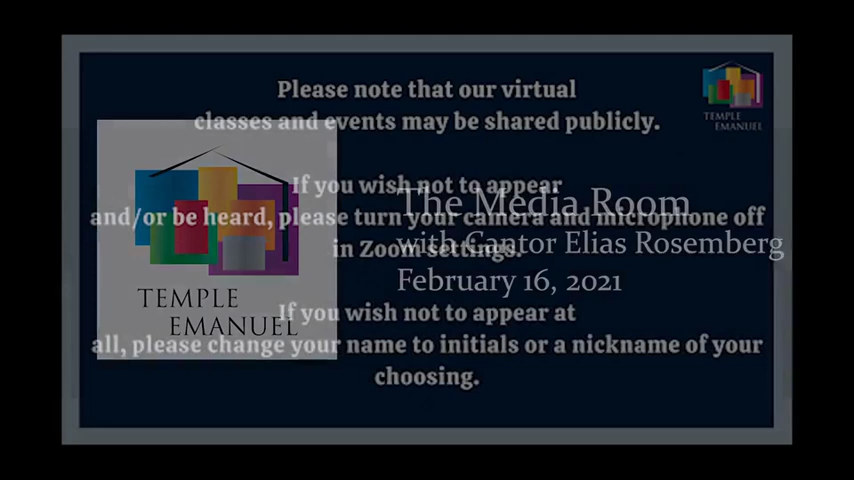 Please note that our virtual
classes and events may be shared publicly.
If you wish not to appear
and/or be heard, please turn your camera and microphone off
in Zoom settings.
If you wish not to appear at
all, please change your name to initials or a nickname of your
choosing.
TEMPLE
EMANUEL
The Media Room
with Cantor Elias Rosemberg
February 16, 2021
TEMPLE
EMANUEL